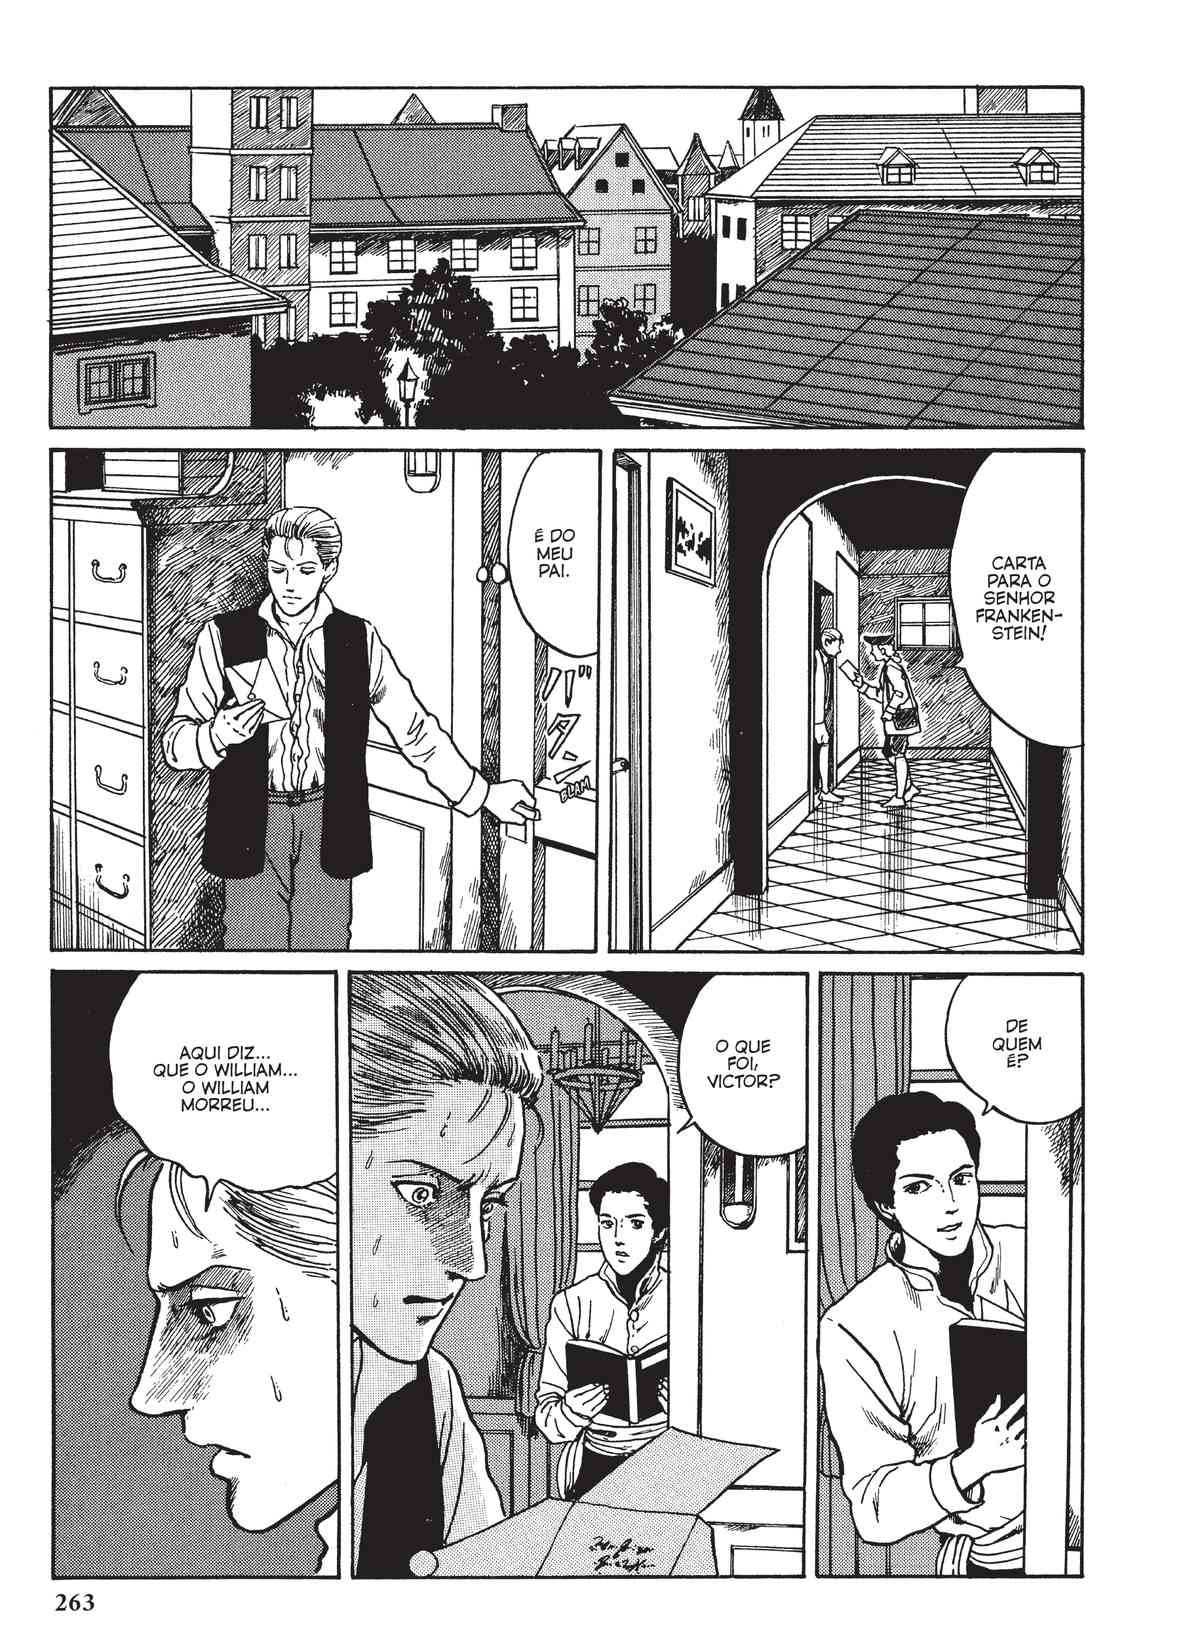 CARTA
PARA O
SENHOR
FRANKEN-
STEIN!
É DO
MEU
PAI.
バタン
BLAM
DE
QUEM
É?
O QUE
FOI,
VICTOR?
AQUI DIZ...
QUE O WILLIAM...
O WILLIAM
MORREU...
263